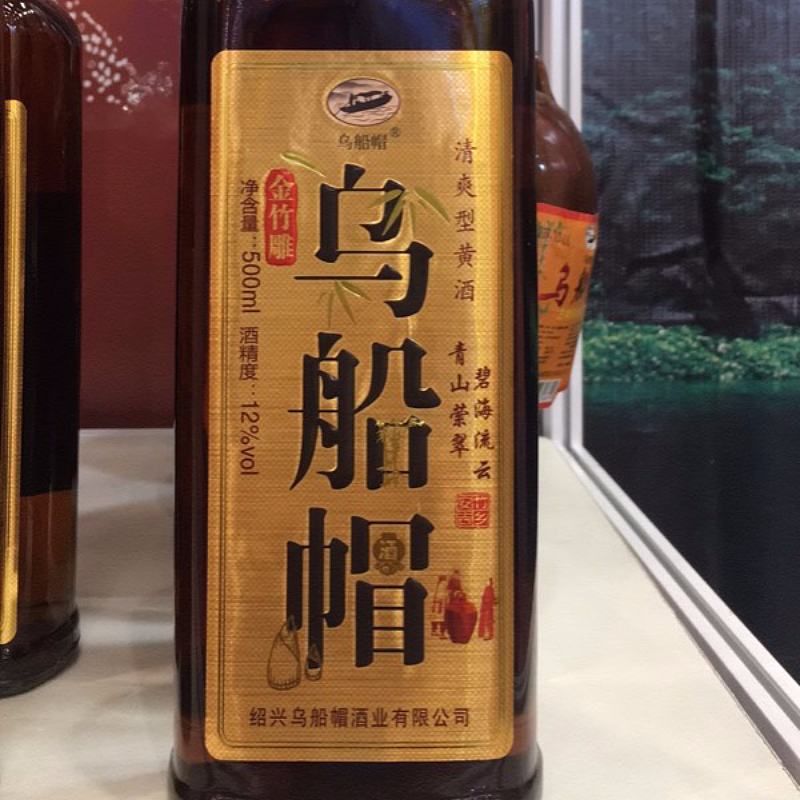 乌船帽®
清爽型黄酒
碧海流云
青山萦翠
乌船帽
酒
金竹雕
净含量：500ml 酒精度：12%vol
绍兴乌船帽酒业有限公司